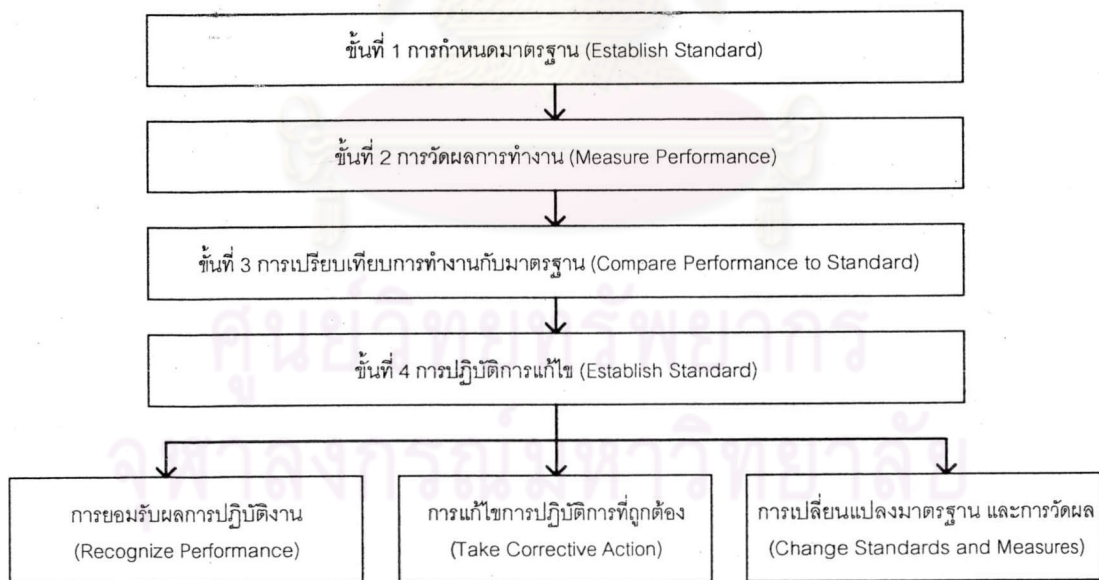 ขั้นที่ 1 การกำหนดมาตรฐาน (Establish Standard)
ขั้นที่ 2 การวัดผลการทำงาน (Measure Performance)
ขั้นที่ 3 การเปรียบเทียบการทำงานกับมาตรฐาน (Compare Performance to Standard)
ศูนย์วิทยทรัพยากร
ขั้นที่ 4 การปฏิบัติการแก้ไข (Establish Standard)
จุฬาลงกรณ์มหาวิทยาลัย
การยอมรับผลการปฏิบัติงาน
(Recognize Performance)
การแก้ไขการปฏิบัติการที่ถูกต้อง
(Take Corrective Action)
การเปลี่ยนแปลงมาตรฐาน และการวัดผล
(Change Standards and Measures)